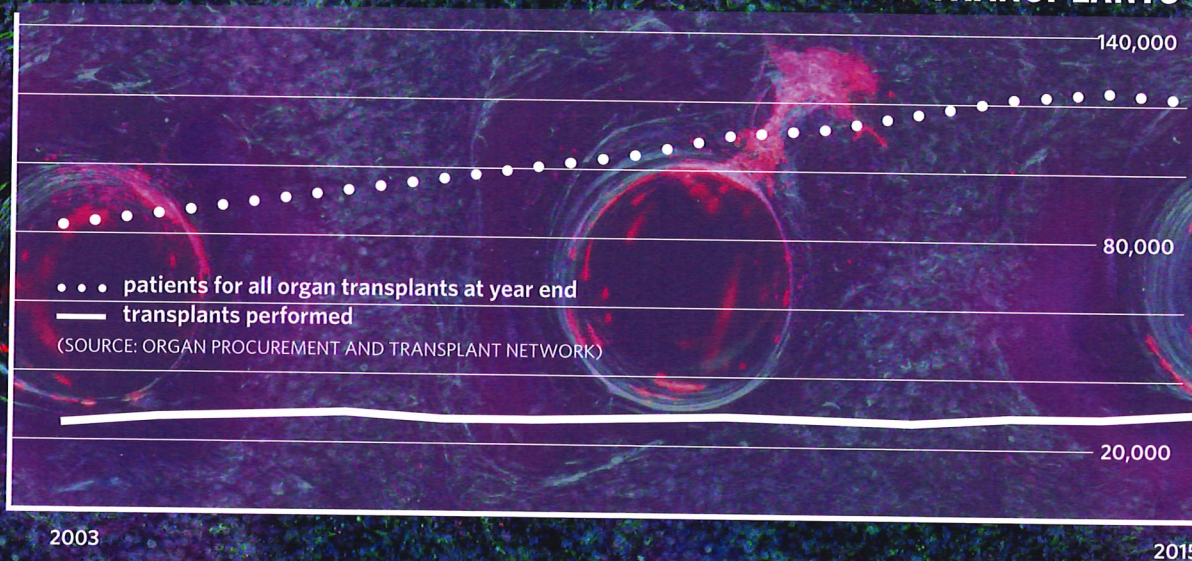 140,000
80,000
patients for all organ transplants at year end
transplants performed
(SOURCE: ORGAN PROCUREMENT AND TRANSPLANT NETWORK)
20,000
2003
2015